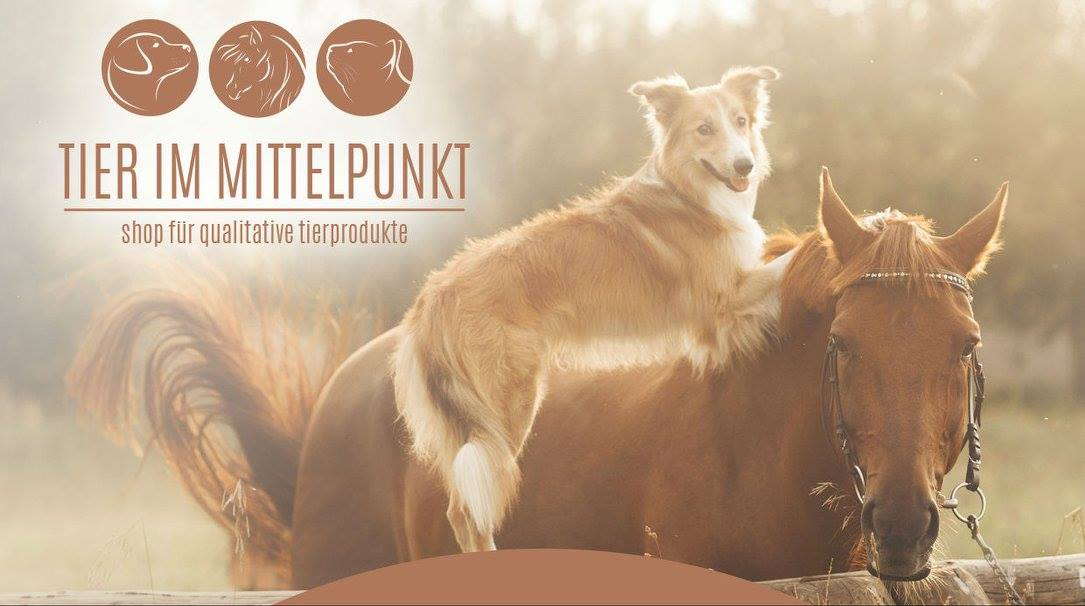 TIER IM MITTELPUNKT
shop für qualitative tierprodukte